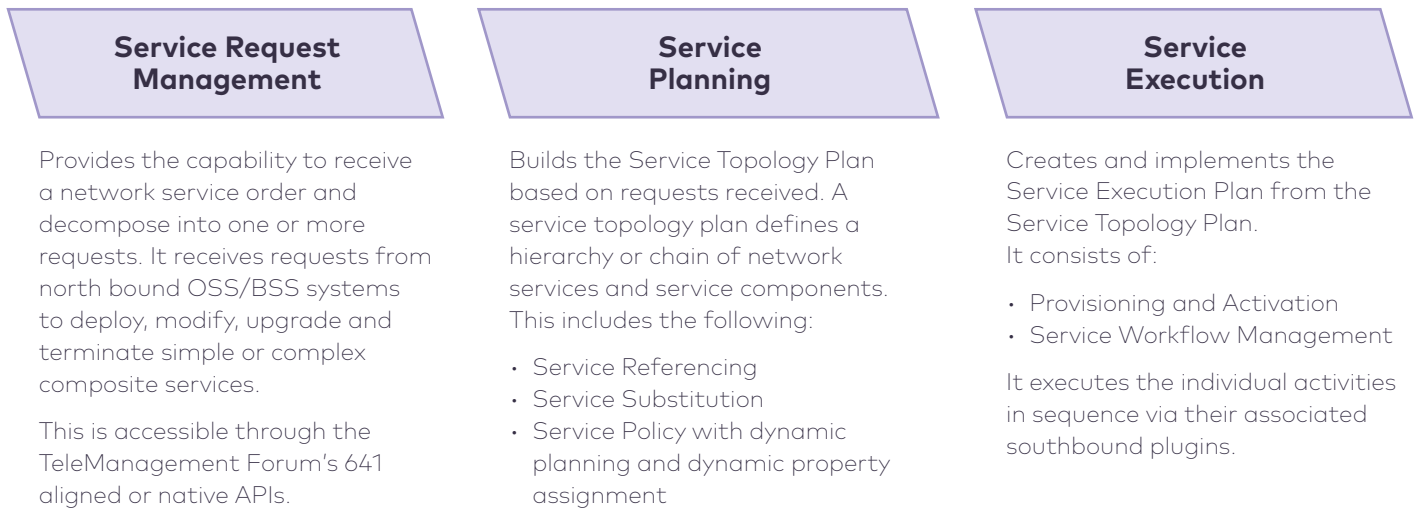 Service Request
Management
Provides the capability to receive
a network service order and
decompose into one or more
requests. It receives requests from
north bound OSS/BSS systems
to deploy, modify, upgrade and
terminate simple or complex
composite services.
This is accessible through the
TeleManagement Forum's 641
aligned or native APIs.
Service
Planning
Builds the Service Topology Plan
based on requests received. A
service topology plan defines a
hierarchy or chain of network
services and service components.
This includes the following:
• Service Referencing
• Service Substitution
• Service Policy with dynamic
planning and dynamic property
assignment
Service
Execution
Creates and implements the
Service Execution Plan from the
Service Topology Plan.
It consists of:
• Provisioning and Activation
• Service Workflow Management
It executes the individual activities
in sequence via their associated
southbound plugins.